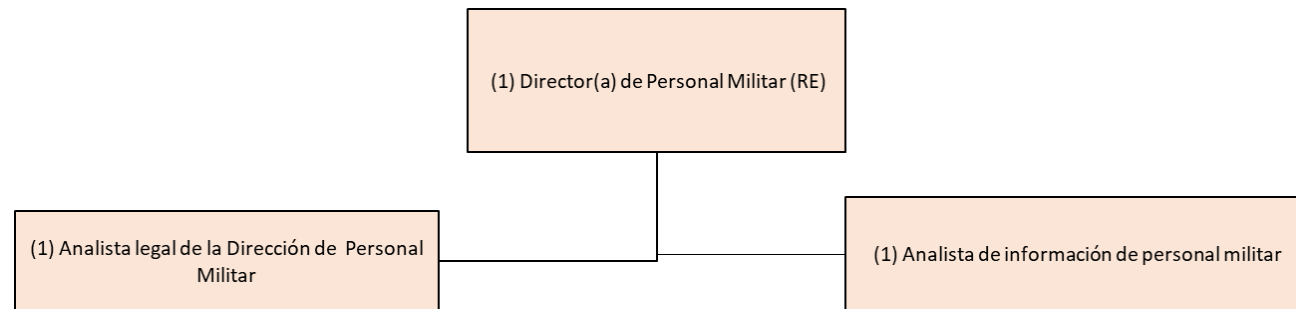 (1) Director(a) de Personal Militar (RE)
(1) Analista legal de la Dirección de Personal
Militar
(1) Analista de información de personal militar